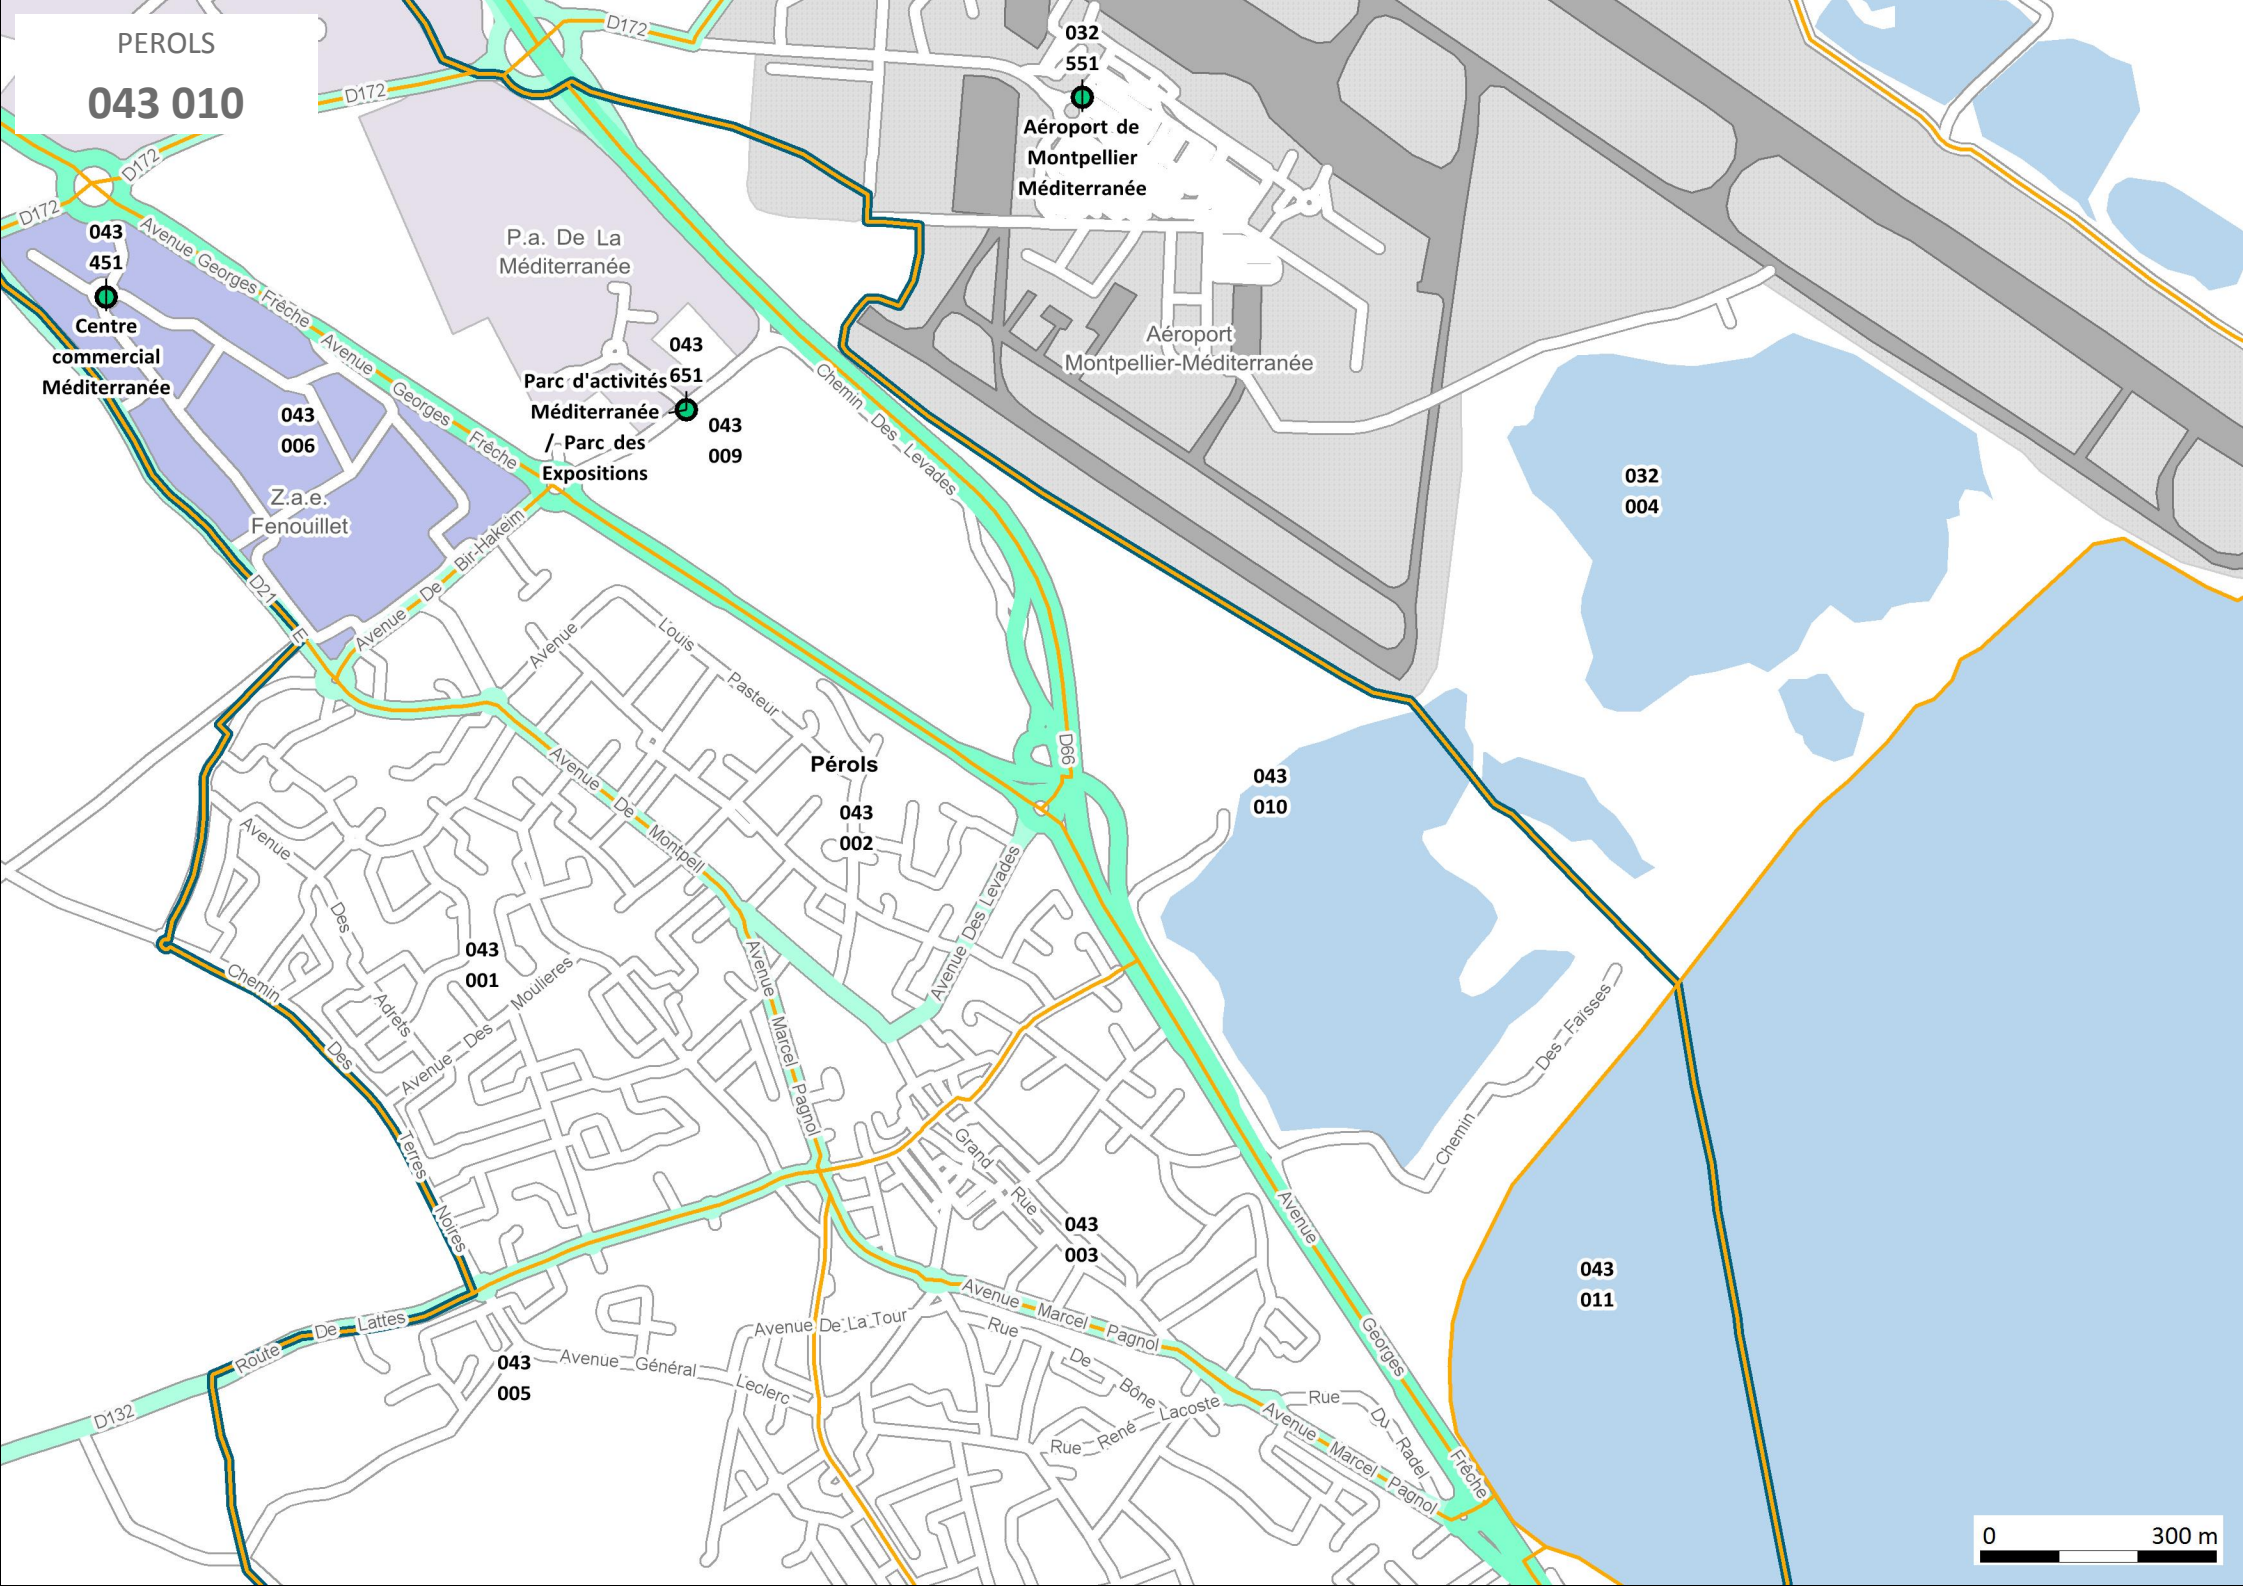 PEROLS
043 010
D172
D172
D172
D172
032
551
Aéroport de
Montpellier
Méditerranée
043
451
Centre
commercial
Méditerranée
Avenue Georges Frêche
Avenue Georges Frêche
P.a. De La
Méditerranée
043
651
Parc d'activités
Méditerranée
/ Parc des
Expositions
043
009
043
006
Z.a.e.
Fenouillet
Aéroport
Montpellier-Méditerranée
Chemin Des Levades
032
004
D21 E
Avenue De Bir-Hakeim
Avenue Louis Pasteur
D66
Pérols
043
002
043
010
Avenue De Montpell
Avenue Des Levades
Avenue Des Adrets
043
001
Avenue Des Moulieres
Chemin Des Terres Noires
Avenue Marcel Pagnol
Chemin Des Faïsses
Grand Rue
043
003
043
011
Avenue Georges Frêche
Route De Lattes
D132
043
005
Avenue Général Leclerc
Avenue De La Tour
Avenue Marcel Pagnol
Rue De Bône
Rue René Lacoste
Rue Du Radel
Avenue Marcel Pagnol
0 300 m